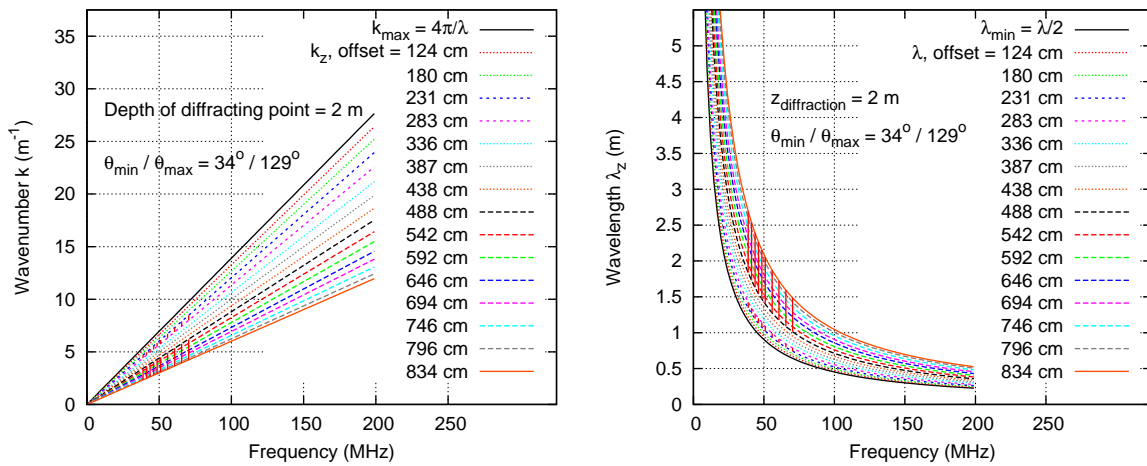 35
30
25
20
15
10
5
0
Wavenumber k (m⁻¹)
0 50 100 150 200
Frequency (MHz)
k_max = 4π/λ
k_z, offset = 124 cm
180 cm
231 cm
283 cm
336 cm
387 cm
438 cm
488 cm
542 cm
592 cm
646 cm
694 cm
746 cm
796 cm
834 cm
Depth of diffracting point = 2 m
θ_min / θ_max = 34° / 129°
5
4.5
4
3.5
3
2.5
2
1.5
1
0.5
0
Wavelength λ_z (m)
0 50 100 150 200
Frequency (MHz)
λ_min = λ/2
λ, offset = 124 cm
180 cm
231 cm
283 cm
336 cm
387 cm
438 cm
488 cm
542 cm
592 cm
646 cm
694 cm
746 cm
796 cm
834 cm
z_diffraction = 2 m
θ_min / θ_max = 34° / 129°